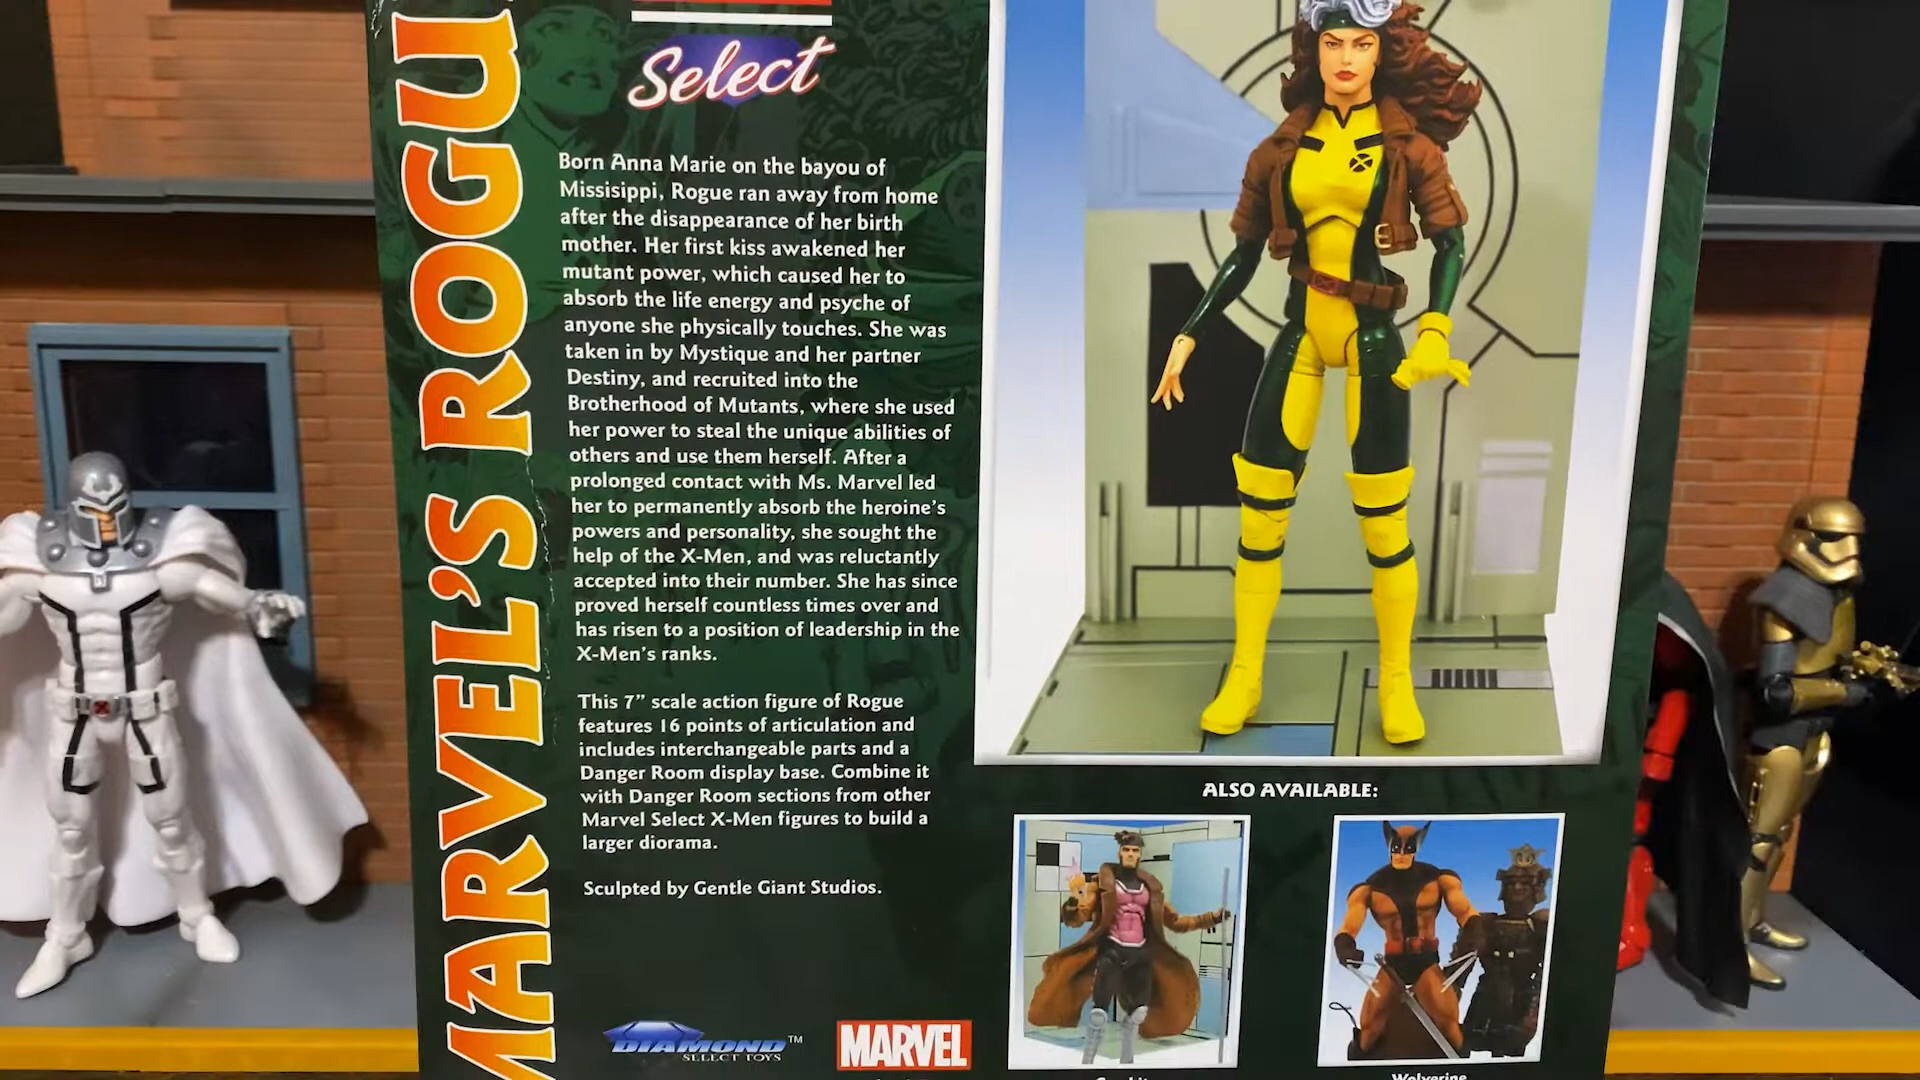 MARVEL'S ROGU
Select
Born Anna Marie on the bayou of
Missisippi, Rogue ran away from home
after the disappearance of her birth
mother. Her first kiss awakened her
mutant power, which caused her to
absorb the life energy and psyche of
anyone she physically touches. She was
taken in by Mystique and her partner
Destiny, and recruited into the
Brotherhood of Mutants, where she used
her power to steal the unique abilities of
others and use them herself. After a
prolonged contact with Ms. Marvel led
her to permanently absorb the heroine's
powers and personality, she sought the
help of the X-Men, and was reluctantly
accepted into their number. She has since
proved herself countless times over and
has risen to a position of leadership in the
X-Men's ranks.
This 7” scale action figure of Rogue
features 16 points of articulation and
includes interchangeable parts and a
Danger Room display base. Combine it
with Danger Room sections from other
Marvel Select X-Men figures to build a
larger diorama.
Sculpted by Gentle Giant Studios.
DIAMOND™
SELECT TOYS
MARVEL
ALSO AVAILABLE:
Wolverine